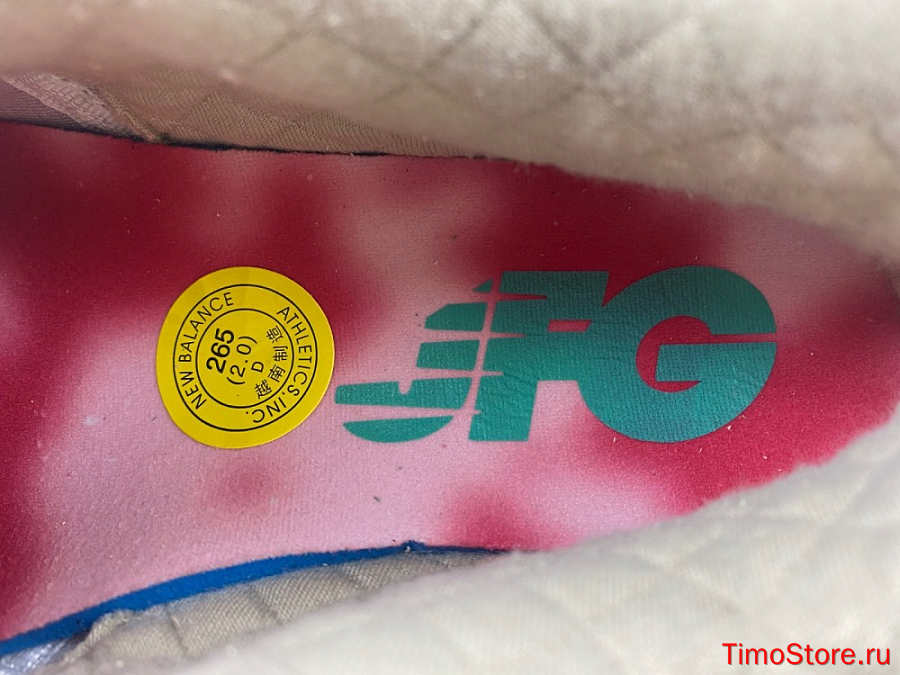 NEW BALANCE ATHLETICS, INC.
265
(2.0)
D
越南制造
JFG
TimoStore.ru